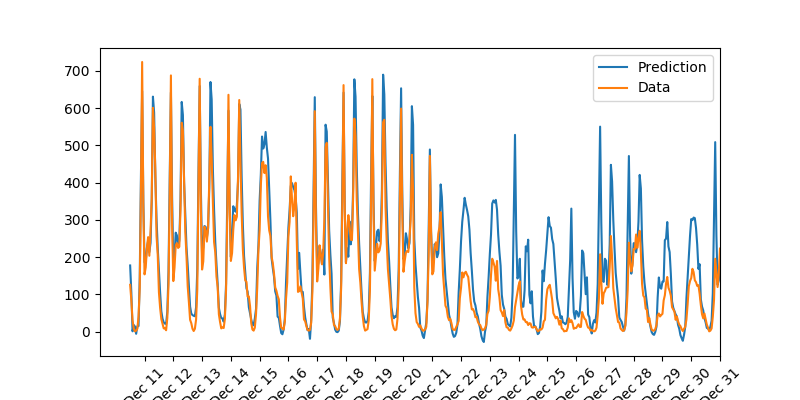 700
600
500
400
300
200
100
0
Prediction
Data
Dec 11
Dec 12
Dec 13
Dec 14
Dec 15
Dec 16
Dec 17
Dec 18
Dec 19
Dec 20
Dec 21
Dec 22
Dec 23
Dec 24
Dec 25
Dec 26
Dec 27
Dec 28
Dec 29
Dec 30
Dec 31